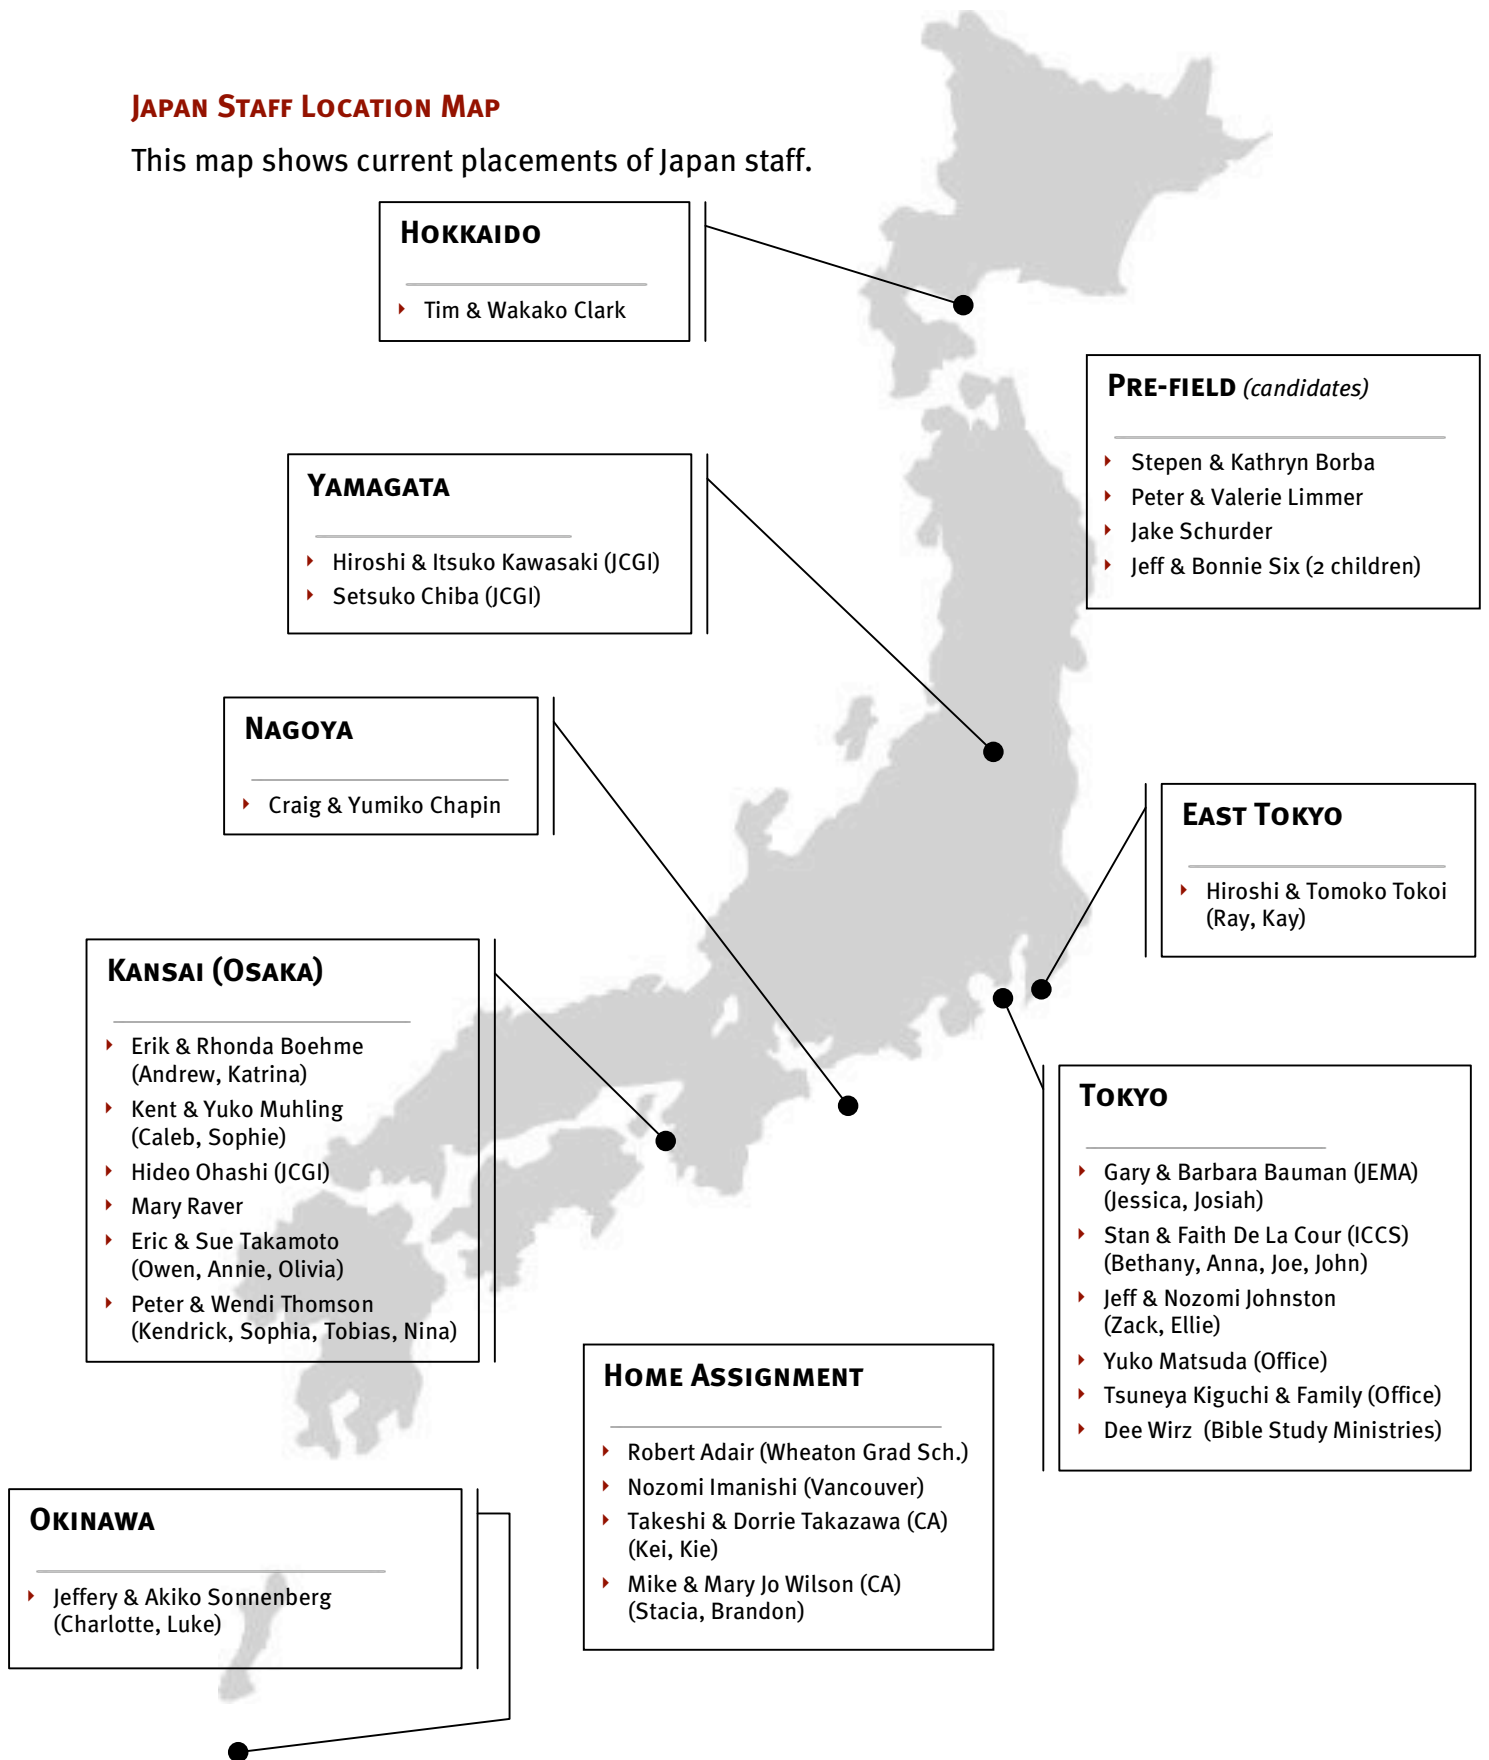 Japan Staff Location Map
This map shows current placements of Japan staff.
Hokkaido
Tim & Wakako Clark
Pre-field (candidates)
Stepen & Kathryn Borba
Peter & Valerie Limmer
Jake Schurder
Jeff & Bonnie Six (2 children)
Yamagata
Hiroshi & Itsuko Kawasaki (JCGI)
Setsuko Chiba (JCGI)
Nagoya
Craig & Yumiko Chapin
East Tokyo
Hiroshi & Tomoko Tokoi
(Ray, Kay)
Kansai (Osaka)
Erik & Rhonda Boehme
(Andrew, Katrina)
Kent & Yuko Muhling
(Caleb, Sophie)
Hideo Ohashi (JCGI)
Mary Raver
Eric & Sue Takamoto
(Owen, Annie, Olivia)
Peter & Wendi Thomson
(Kendrick, Sophia, Tobias, Nina)
Tokyo
Gary & Barbara Bauman (JEMA)
(Jessica, Josiah)
Stan & Faith De La Cour (ICCS)
(Bethany, Anna, Joe, John)
Jeff & Nozomi Johnston
(Zack, Ellie)
Yuko Matsuda (Office)
Tsuneya Kiguchi & Family (Office)
Dee Wirz (Bible Study Ministries)
Home Assignment
Robert Adair (Wheaton Grad Sch.)
Nozomi Imanishi (Vancouver)
Takeshi & Dorrie Takazawa (CA)
(Kei, Kie)
Mike & Mary Jo Wilson (CA)
(Stacia, Brandon)
Okinawa
Jeffery & Akiko Sonnenberg
(Charlotte, Luke)